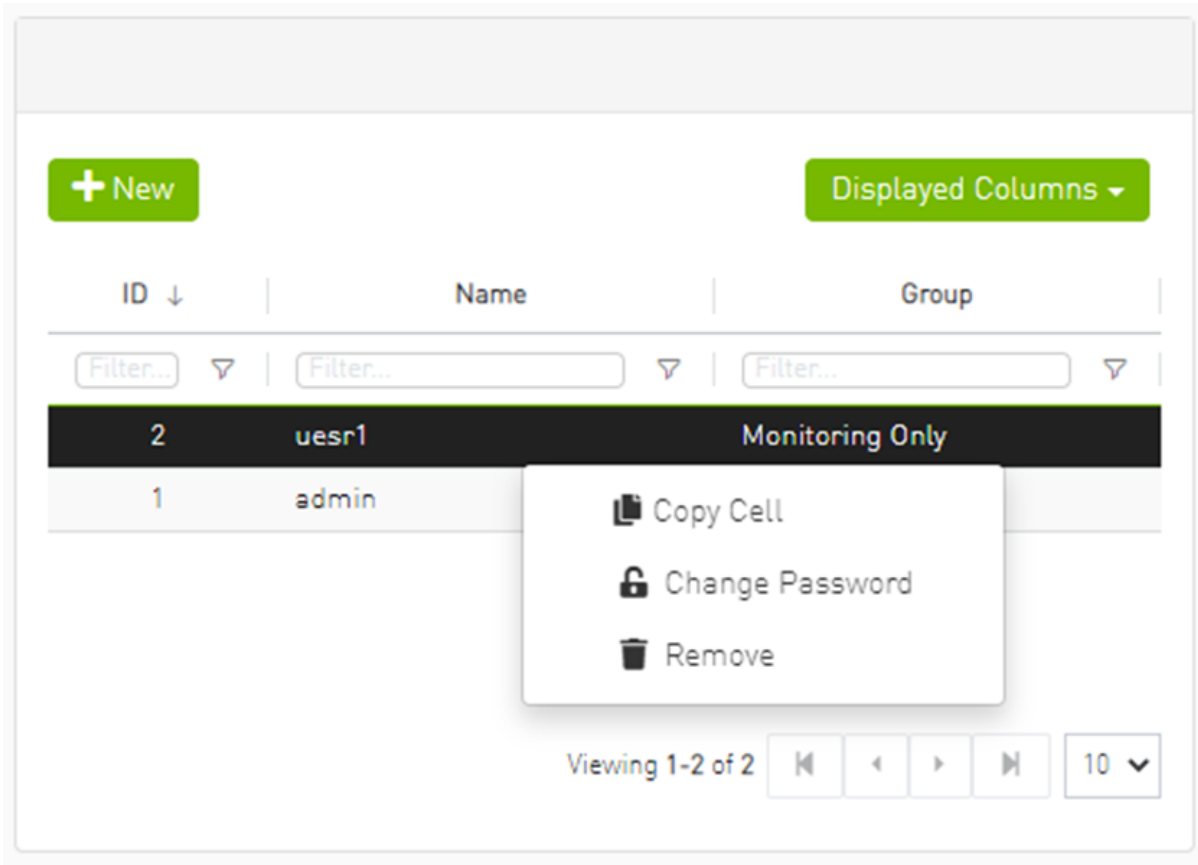 New
Displayed Columns
ID Name Group
Filter... Filter... Filter...
2 uesr1 Monitoring Only
1 admin
Copy Cell
Change Password
Remove
Viewing 1-2 of 2 10